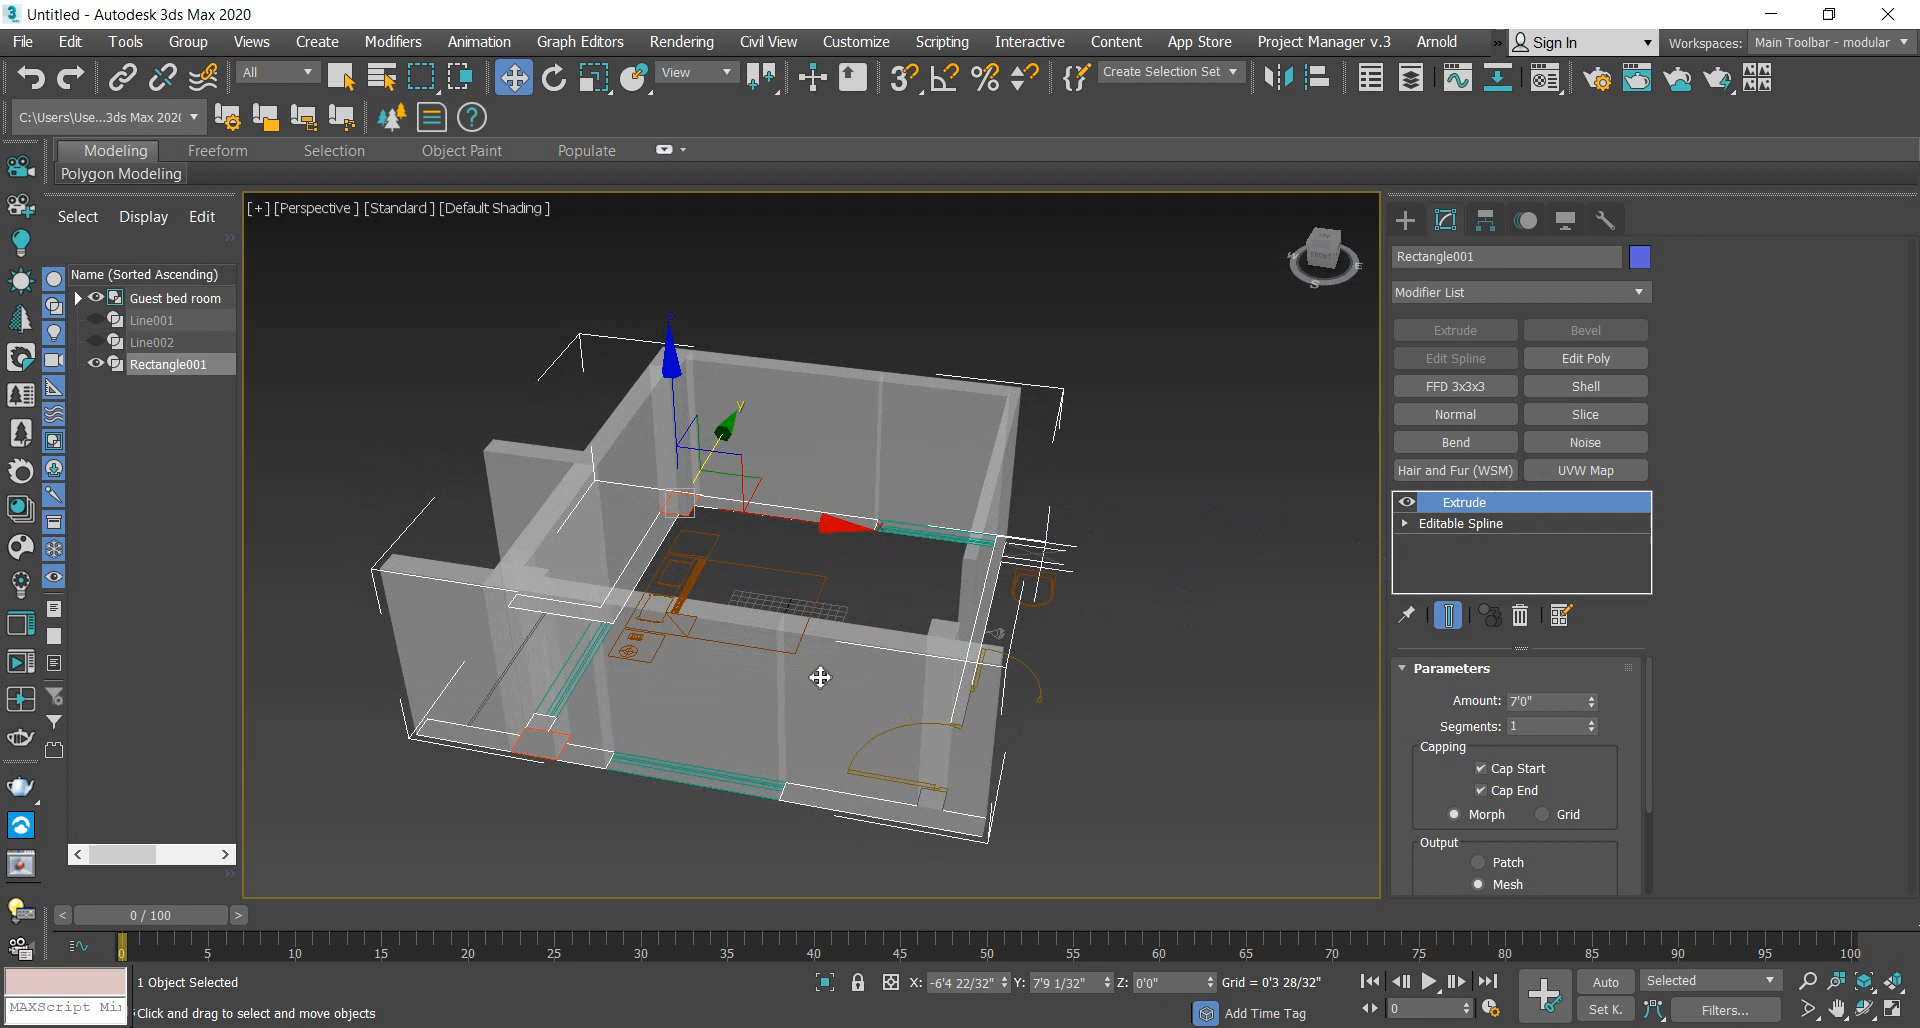 Untitled - Autodesk 3ds Max 2020
File Edit Tools Group Views Create Modifiers Animation Graph Editors Rendering Civil View Customize Scripting Interactive Content App Store Project Manager v.3 Arnold » Sign In Workspaces: Main Toolbar - modular
All View Create Selection Set
C:\Users\Use...3ds Max 202
Modeling Freeform Selection Object Paint Populate
Polygon Modeling
Select Display Edit
[+] [Perspective ] [Standard ] [Default Shading ]
Name (Sorted Ascending)
Guest bed room
Line001
Line002
Rectangle001
W E S
FRONT
y
Rectangle001
Modifier List
Extrude Bevel
Edit Spline Edit Poly
FFD 3x3x3 Shell
Normal Slice
Bend Noise
Hair and Fur (WSM) UVW Map
Extrude
Editable Spline
Parameters
Amount: 7'0"
Segments: 1
Capping
Cap Start
Cap End
Morph Grid
Output
Patch
Mesh
< 0 / 100 >
0 5 10 15 20 25 30 35 40 45 50 55 60 65 70 75 80 85 90 95 100
1 Object Selected
X: -6'4 22/32" Y: 7'9 1/32" Z: 0'0" Grid = 0'3 28/32"
Auto Selected
MAXScript Mi
Click and drag to select and move objects
Add Time Tag
0
Set K. Filters...